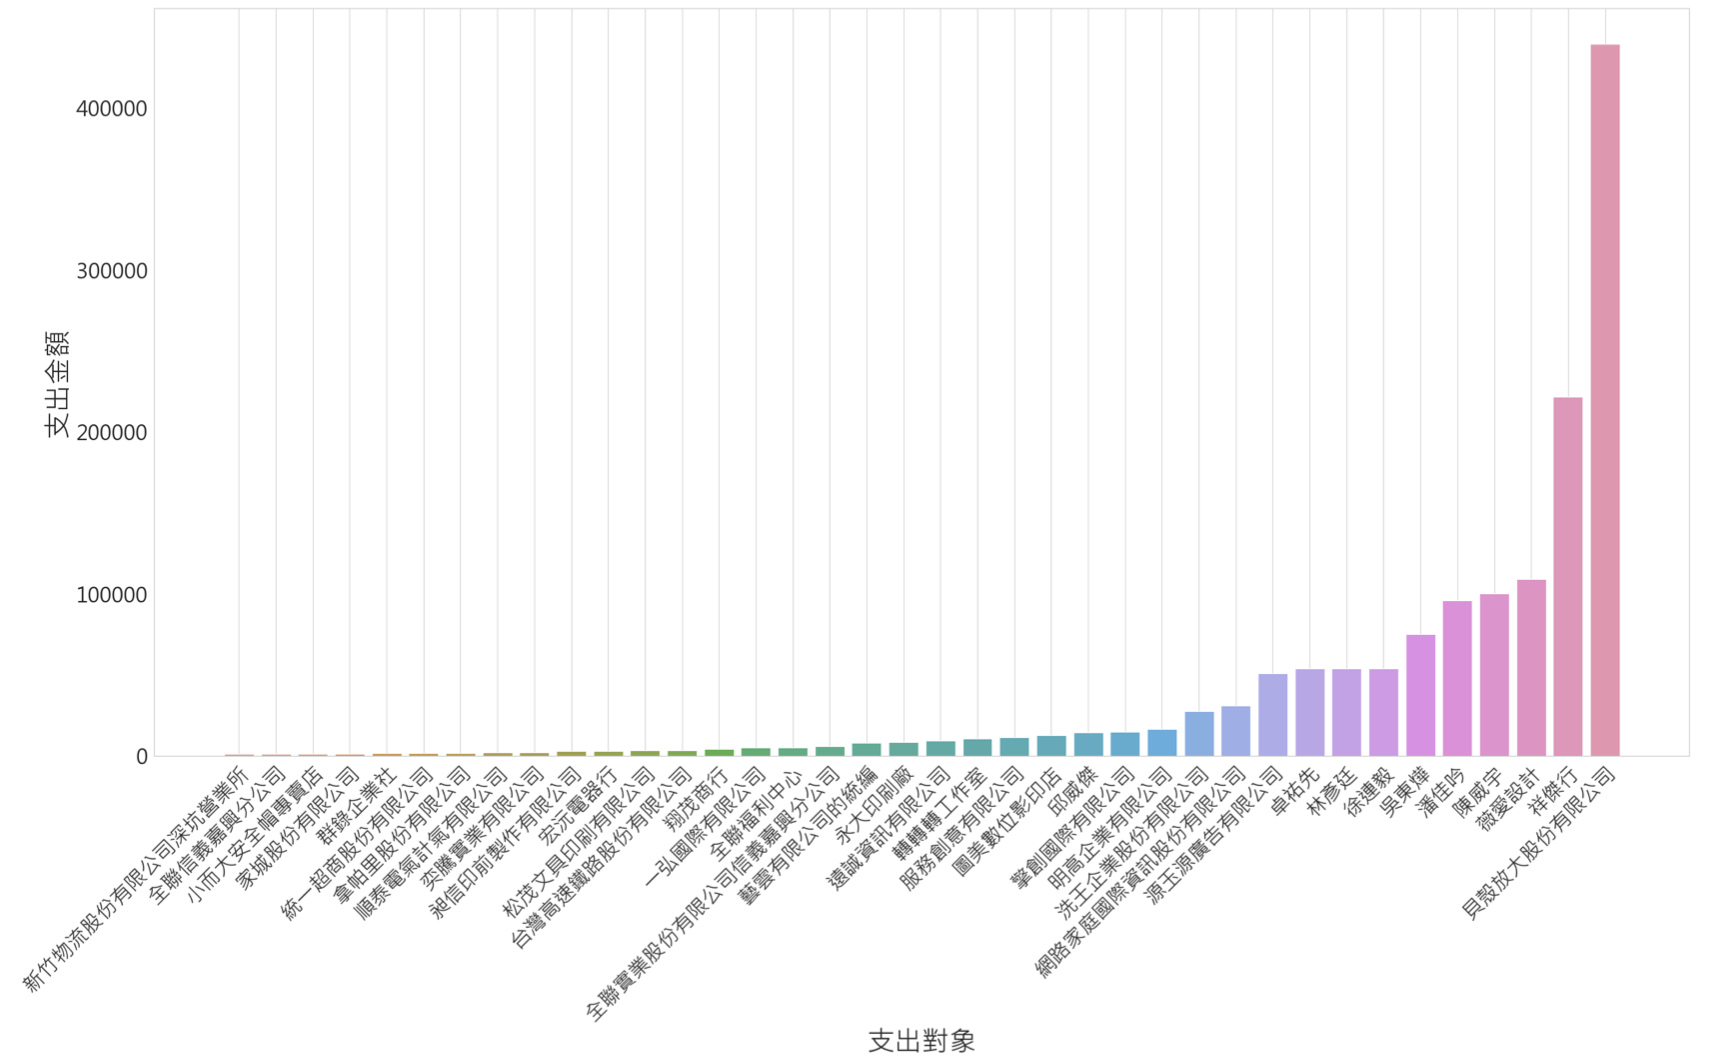 400000
300000
200000
100000
0
支出金額
新竹物流股份有限公司深坑營業所
全聯信義嘉興分公司
小而大安全帽專賣店
家城股份有限公司
群錄企業社
統一超商股份有限公司
拿帕里股份有限公司
順泰電氣計氣有限公司
奕騰實業有限公司
昶信印前製作有限公司
宏沅電器行
松茂文具印刷有限公司
台灣高速鐵路股份有限公司
翔茂商行
一弘國際有限公司
全聯福利中心
全聯實業股份有限公司信義嘉興分公司
藝雲有限公司的統編
永大印刷廠
遠誠資訊有限公司
轉轉轉工作室
服務創意有限公司
圖美數位影印店
邱威傑
擎創國際有限公司
明高企業有限公司
洗王企業股份有限公司
網路家庭國際資訊股份有限公司
源玉源廣告有限公司
卓祐先
林彥廷
徐連毅
吳東燁
潘佳吟
陳威宇
薇愛設計
祥傑行
貝殼放大股份有限公司
支出對象